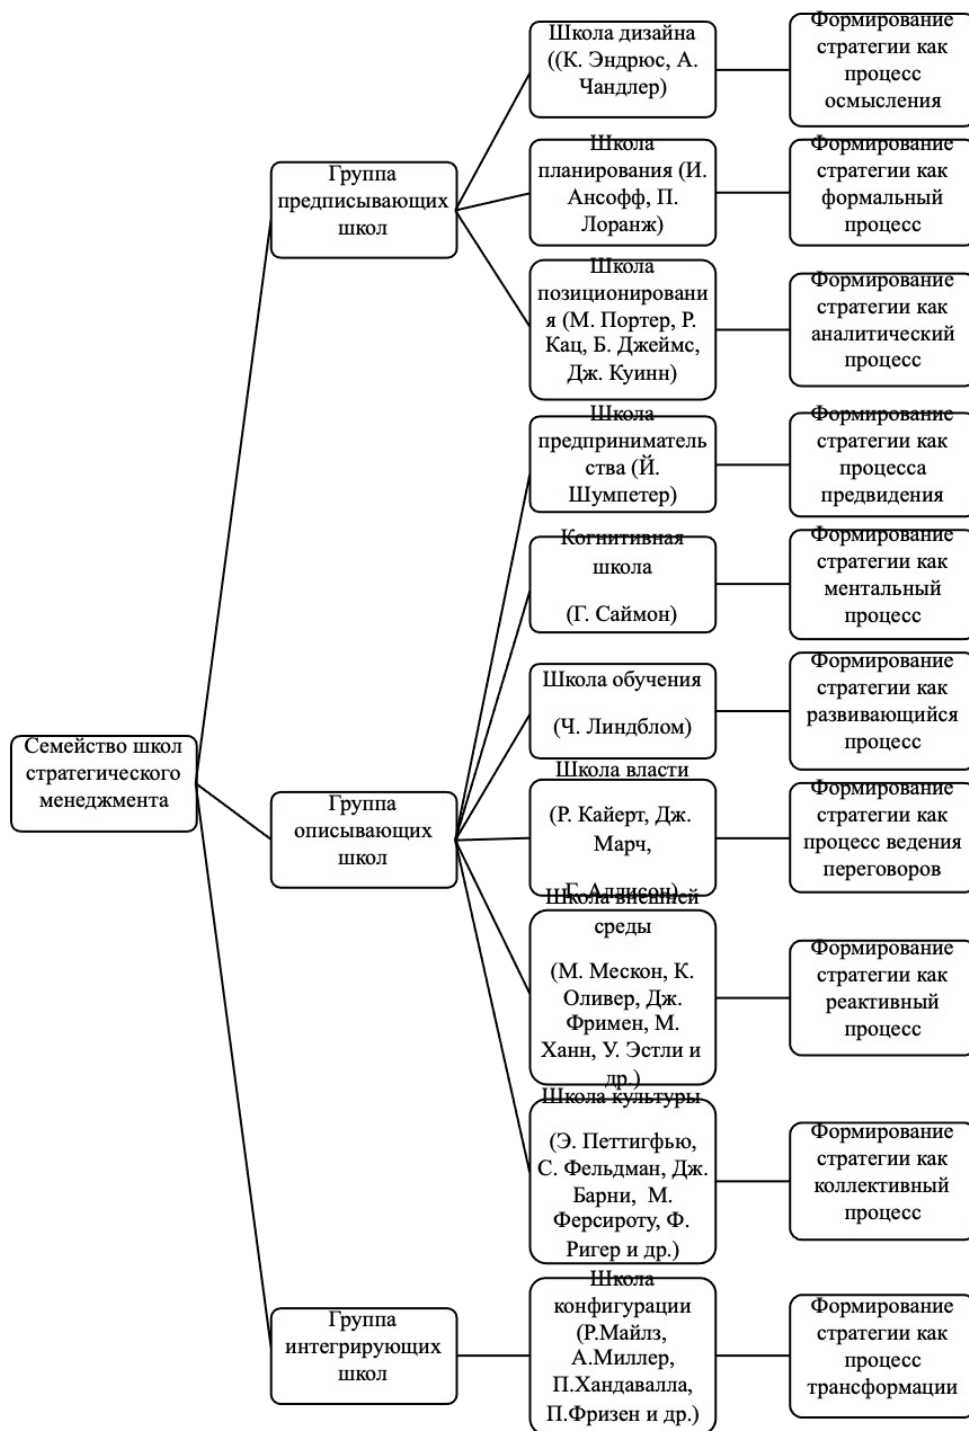 Семейство школ
стратегического
менеджмента
Группа
предписывающих
школ
Школа дизайна
((К. Эндрюс, А.
Чандлер)
Формирование
стратегии как
процесс
осмысления
Школа
планирования (И.
Ансофф, П.
Лоранж)
Формирование
стратегии как
формальный
процесс
Школа
позиционировани
я (М. Портер, Р.
Кац, Б. Джеймс,
Дж. Куинн)
Формирование
стратегии как
аналитический
процесс
Группа
описывающих
школ
Школа
предприниматель
ства (Й.
Шумпетер)
Формирование
стратегии как
процесса
предвидения
Когнитивная
школа
(Г. Саймон)
Формирование
стратегии как
ментальный
процесс
Школа обучения
(Ч. Линдблом)
Формирование
стратегии как
развивающийся
процесс
Школа власти
(Р. Кайерт, Дж.
Марч,
Г. Аллисон)
Формирование
стратегии как
процесс ведения
переговоров
Школа внешней
среды
(М. Мескон, К.
Оливер, Дж.
Фримен, М.
Ханн, У. Эстли и
др.)
Формирование
стратегии как
реактивный
процесс
Школа культуры
(Э. Петтигфью,
С. Фельдман, Дж.
Барни, М.
Ферсироту, Ф.
Ригер и др.)
Формирование
стратегии как
коллективный
процесс
Группа
интегрирующих
школ
Школа
конфигурации
(Р.Майлз,
А.Миллер,
П.Хандавалла,
П.Фризен и др.)
Формирование
стратегии как
процесс
трансформации